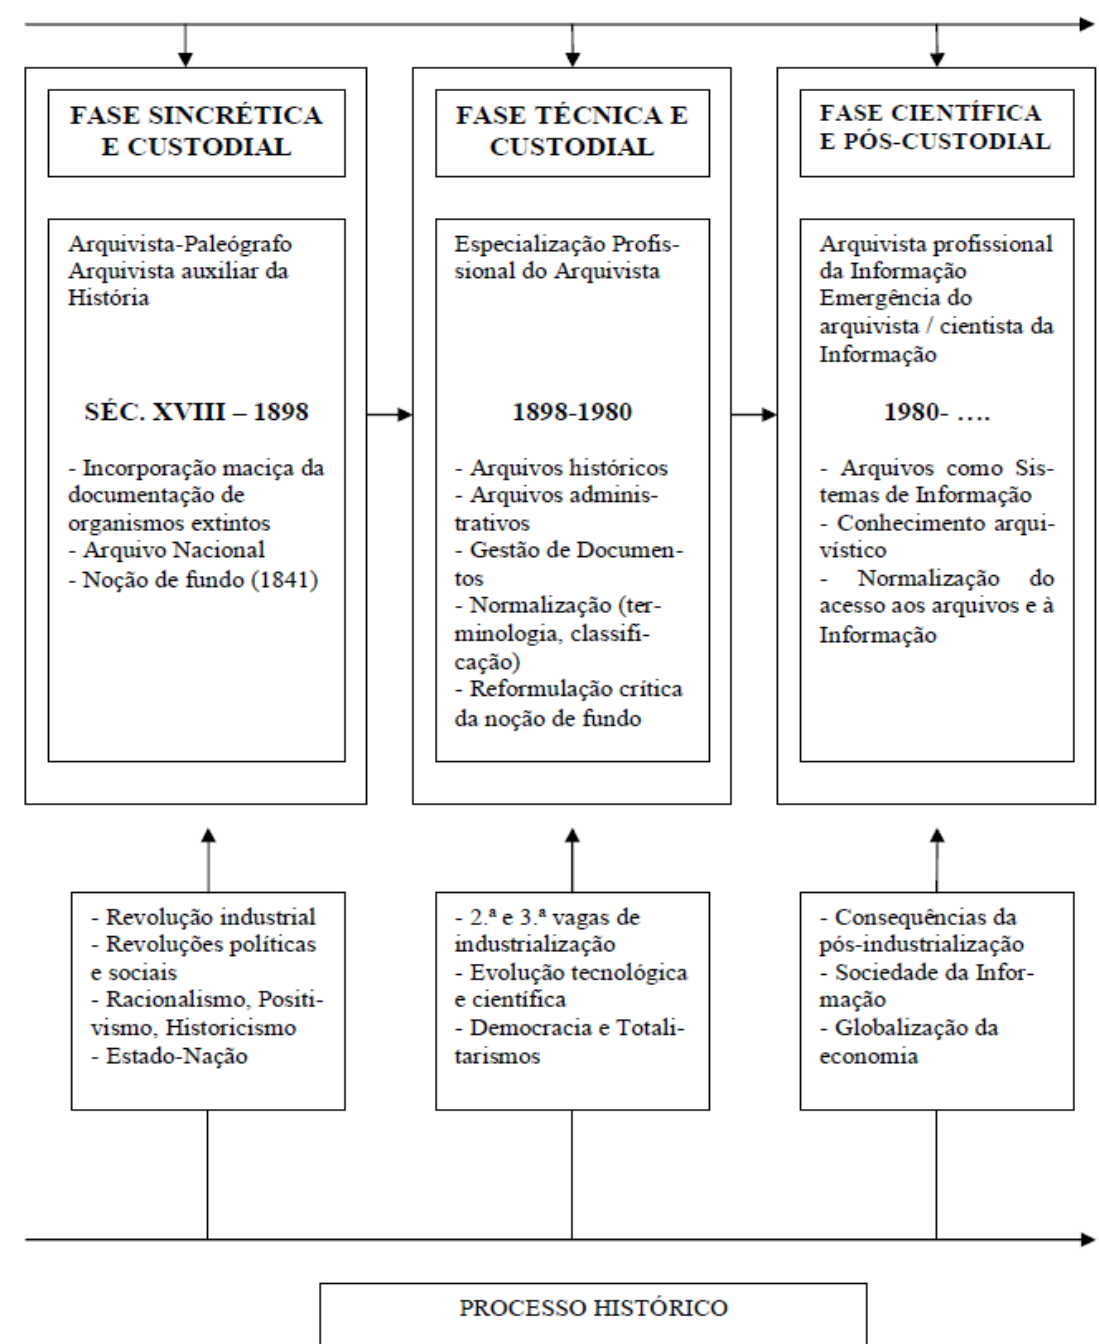 FASE SINCRÉTICA
E CUSTODIAL
Arquivista-Paleógrafo
Arquivista auxiliar da
História
SÉC. XVIII – 1898
- Incorporação maciça da
documentação de
organismos extintos
- Arquivo Nacional
- Noção de fundo (1841)
FASE TÉCNICA E
CUSTODIAL
Especialização Profis-
sional do Arquivista
1898-1980
- Arquivos históricos
- Arquivos adminis-
trativos
- Gestão de Documen-
tos
- Normalização (ter-
minologia, classifi-
cação)
- Reformulação crítica
da noção de fundo
FASE CIENTÍFICA
E PÓS-CUSTODIAL
Arquivista profissional
da Informação
Emergência do
arquivista / cientista da
Informação
1980- ….
- Arquivos como Sis-
temas de Informação
- Conhecimento arqui-
vístico
- Normalização do
acesso aos arquivos e à
Informação
- Revolução industrial
- Revoluções políticas
e sociais
- Racionalismo, Positi-
vismo, Historicismo
- Estado-Nação
- 2.ª e 3.ª vagas de
industrialização
- Evolução tecnológica
e científica
- Democracia e Totali-
tarismos
- Consequências da
pós-industrialização
- Sociedade da Infor-
mação
- Globalização da
economia
PROCESSO HISTÓRICO